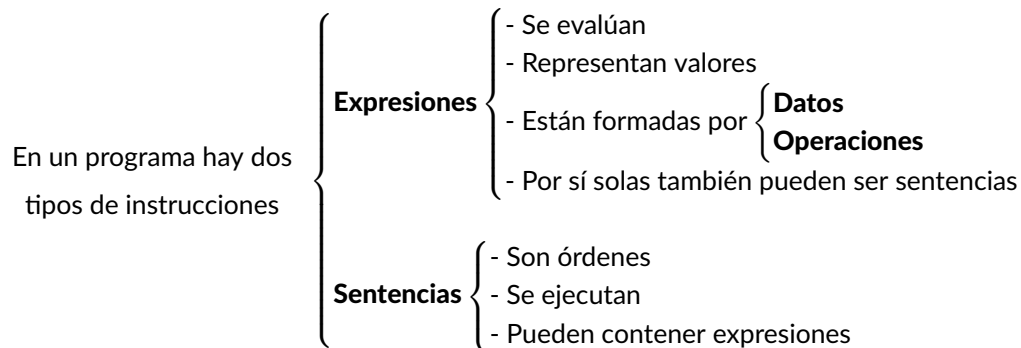 En un programa hay dos
tipos de instrucciones
Expresiones
- Se evalúan
- Representan valores
- Están formadas por
Datos
Operaciones
- Por sí solas también pueden ser sentencias
Sentencias
- Son órdenes
- Se ejecutan
- Pueden contener expresiones